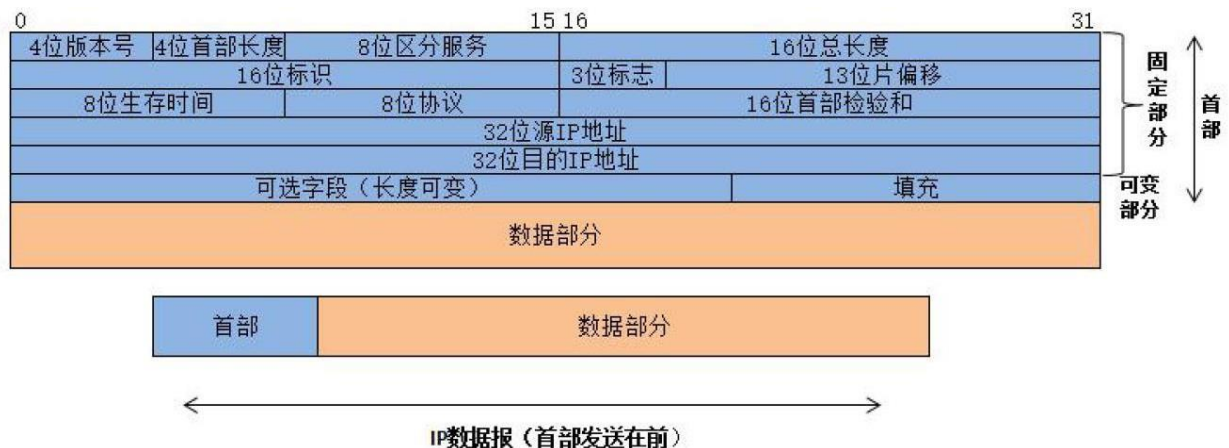 0 15 16 31
4位版本号 4位首部长度 8位区分服务 16位总长度
16位标识 3位标志 13位片偏移
8位生存时间 8位协议 16位首部检验和
32位源IP地址
32位目的IP地址
可选字段（长度可变） 填充
数据部分
固定部分
首部
可变部分
首部 数据部分
IP数据报（首部发送在前）